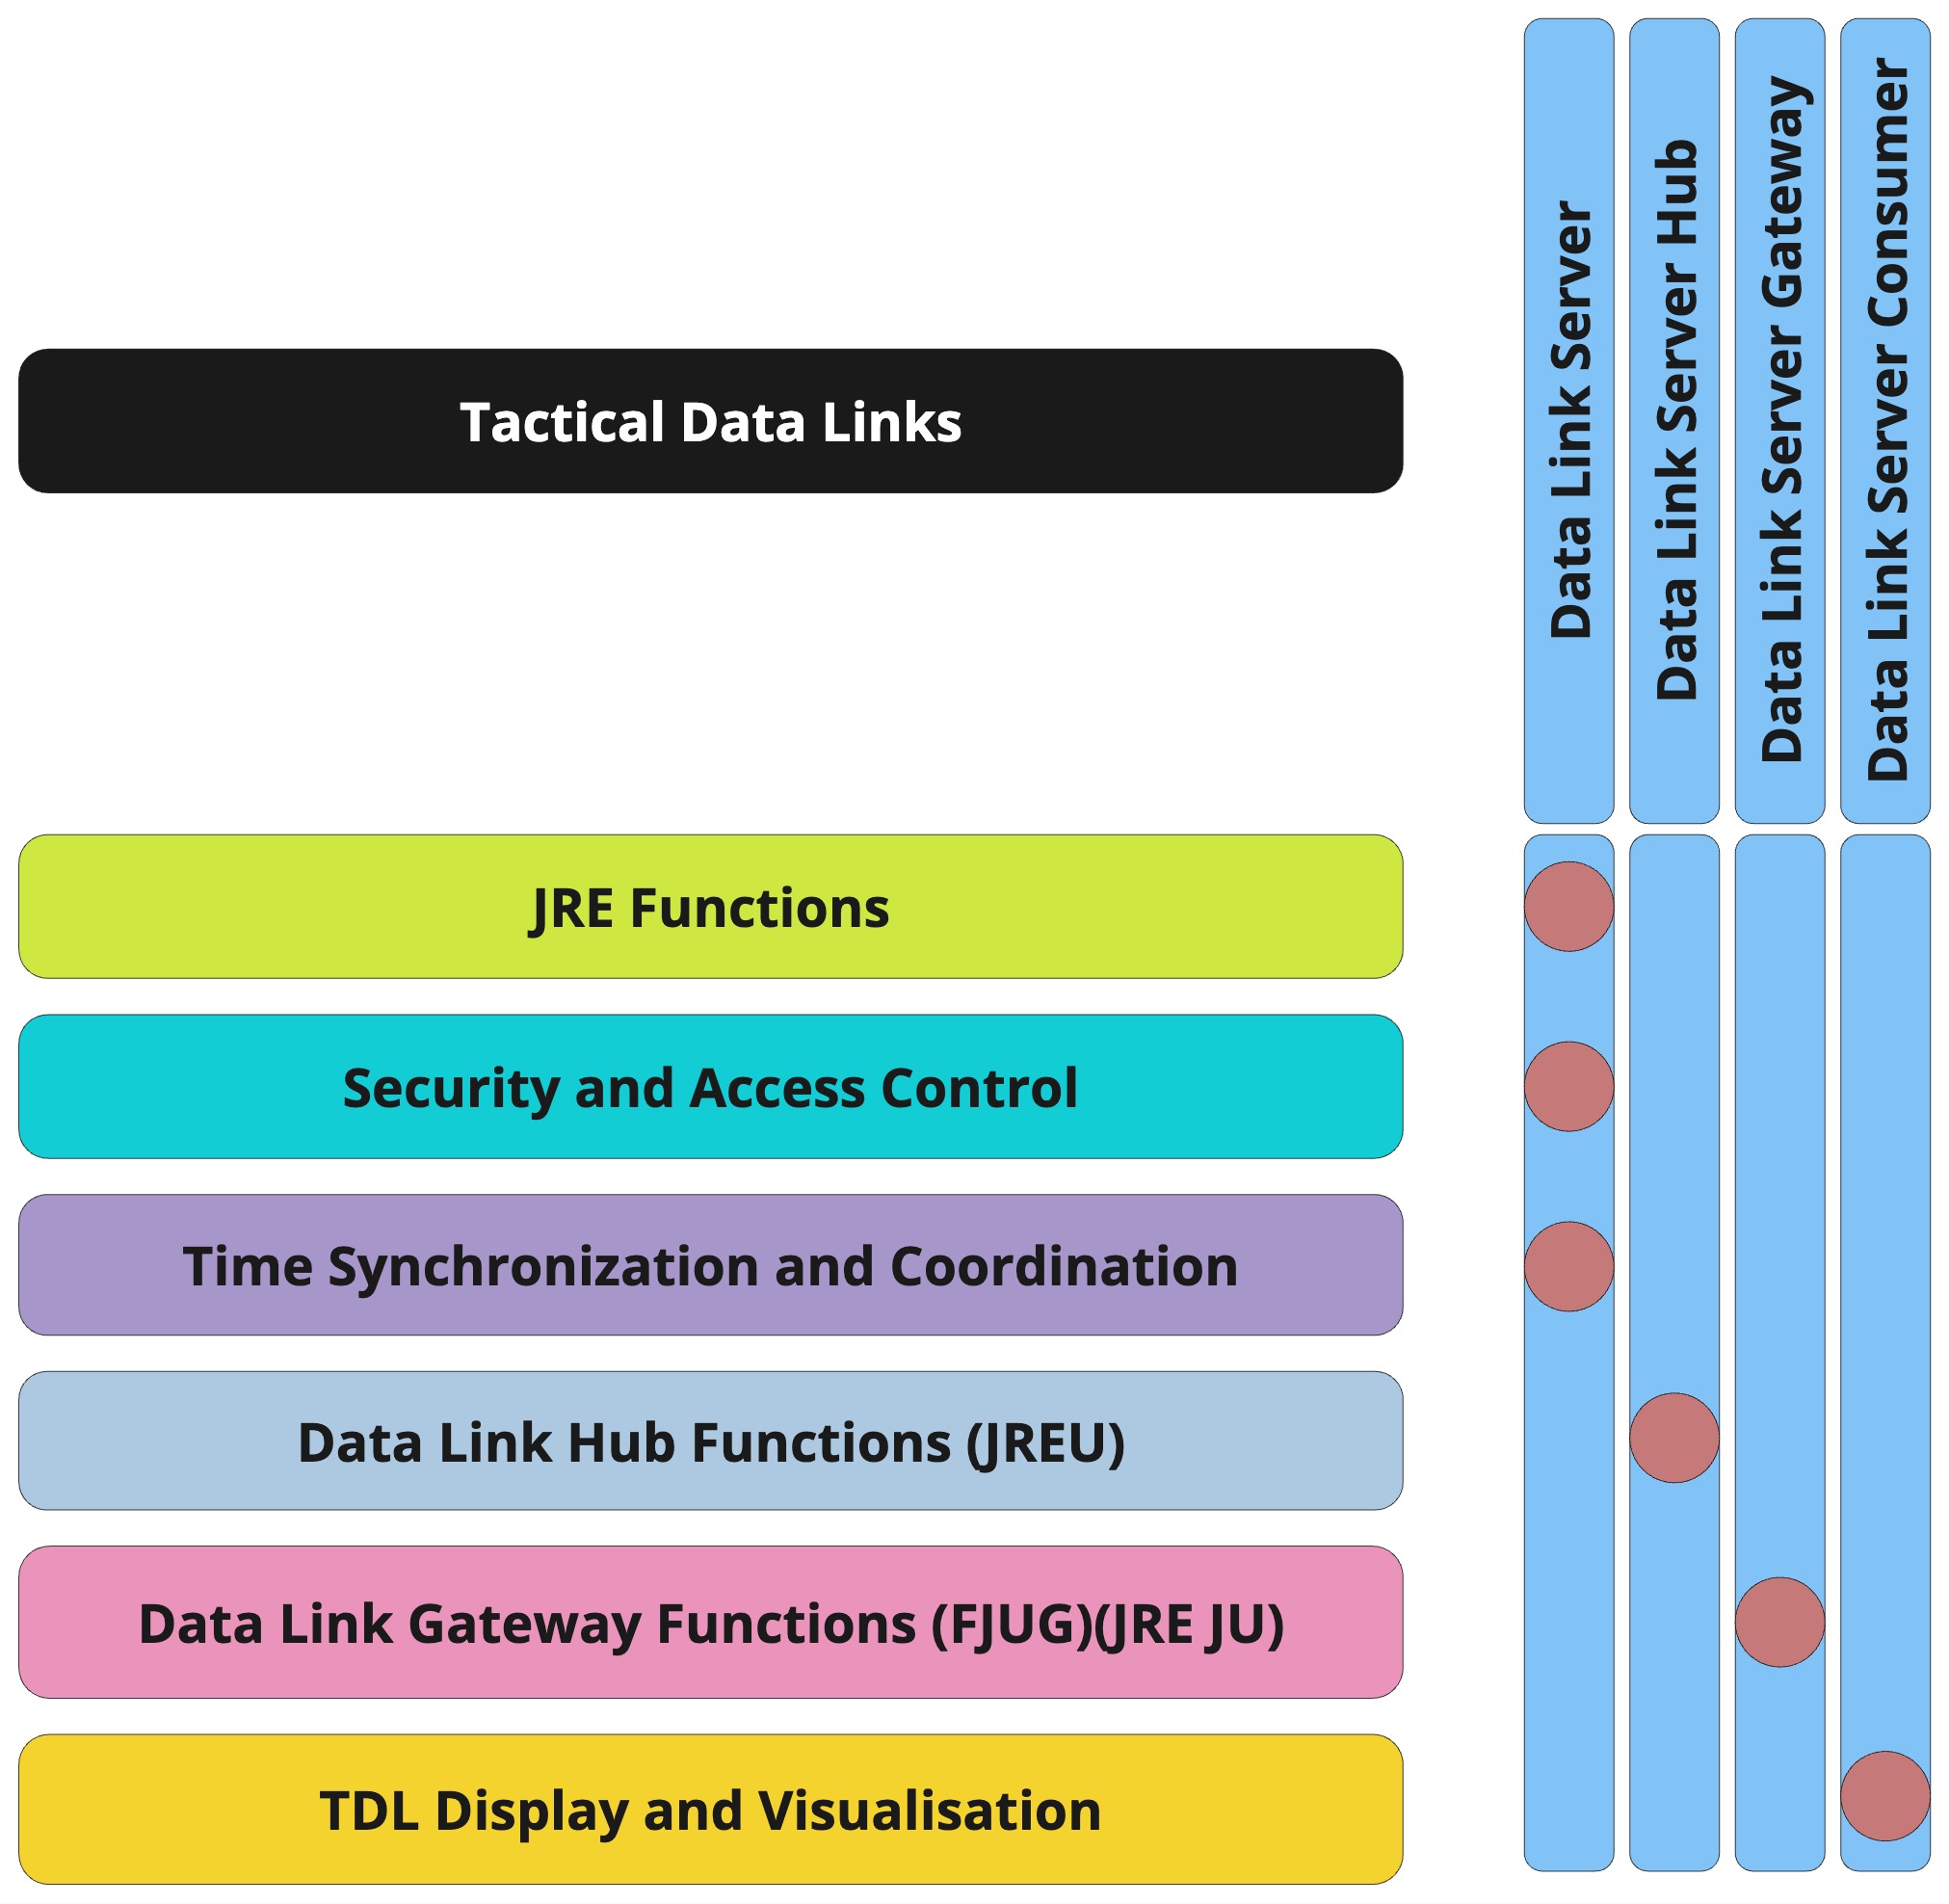 Data Link Server
Data Link Server Hub
Data Link Server Gateway
Data Link Server Consumer
Tactical Data Links
JRE Functions
Security and Access Control
Time Synchronization and Coordination
Data Link Hub Functions (JREU)
Data Link Gateway Functions (FJUG)(JRE JU)
TDL Display and Visualisation